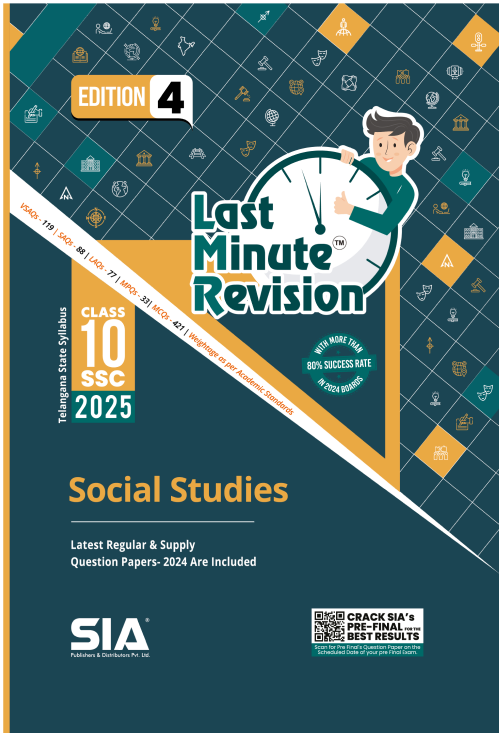 EDITION 4
Last
Minute
Revision
TM
VSAQS - 119 | SAQs - 88 | LAQs - 77 | MPQs - 33 | MCQs - 421 | Weightage as per Academic Standards
Telangana State Syllabus
CLASS
10
SSC
2025
WITH MORE THAN
80% SUCCESS RATE
IN 2024 BOARDS
Social Studies
Latest Regular & Supply
Question Papers- 2024 Are Included
SIA®
Publishers & Distributors Pvt. Ltd.
CRACK SIA's
PRE-FINAL FOR THE
BEST RESULTS
Scan for Pre Final's Question Paper on the
Scheduled Date of your pre Final Exam.